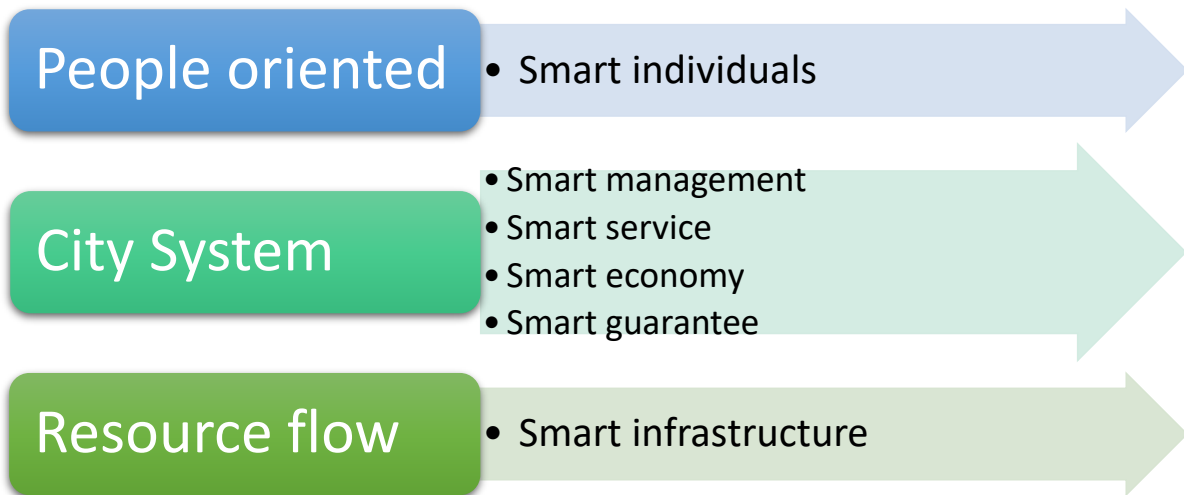 People oriented
• Smart individuals
City System
• Smart management
• Smart service
• Smart economy
• Smart guarantee
Resource flow
• Smart infrastructure